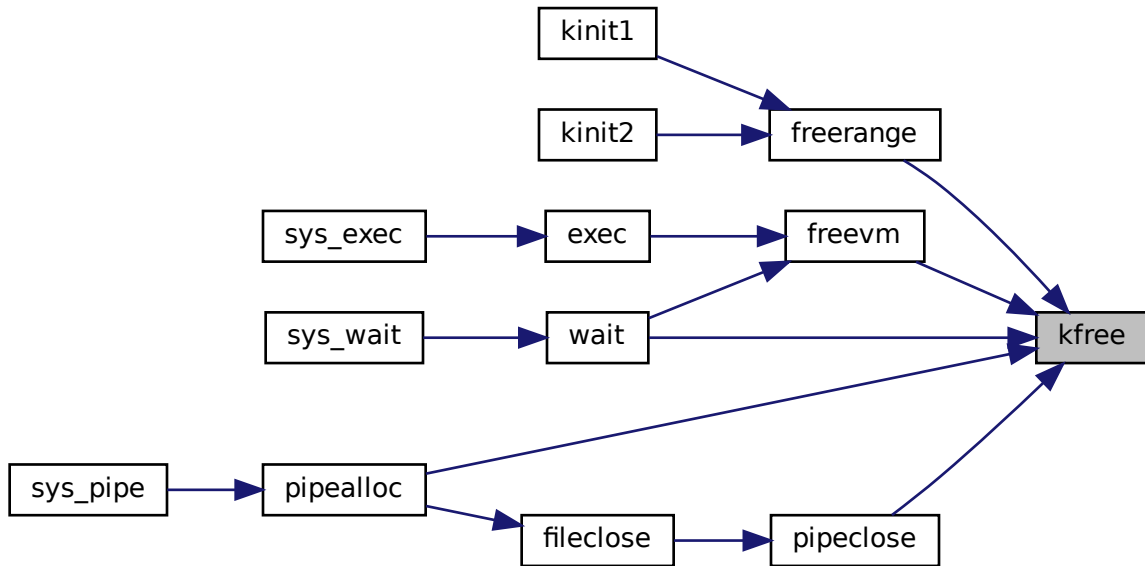 kinit1
kinit2
freerange
sys_exec
exec
freevm
sys_wait
wait
kfree
sys_pipe
pipealloc
fileclose
pipeclose